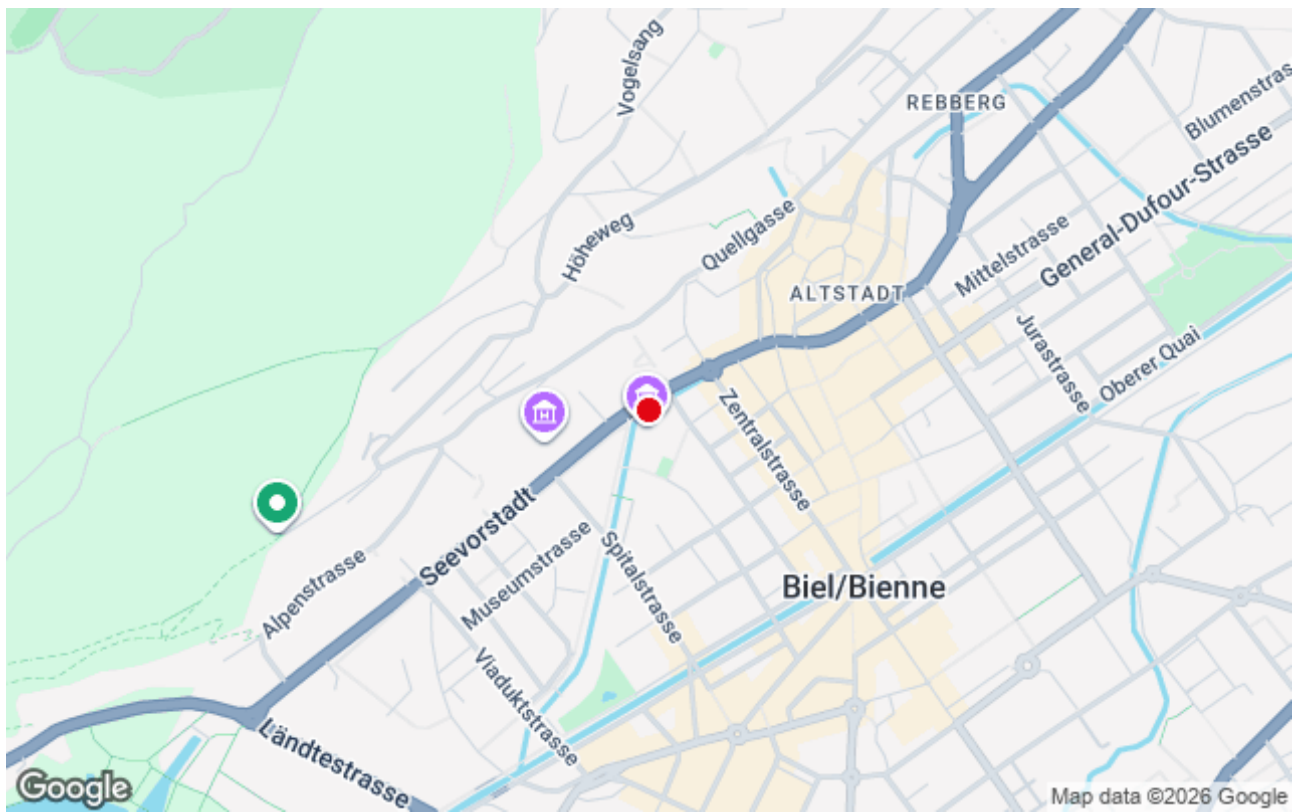 Vogelsang
REBBERG
Blumenstras
Höheweg
Quellgasse
General-Dufour-Strasse
Mittelstrasse
ALTSTADT
Jurastrasse
Oberer Quai
Zentralstrasse
Seevorstadt
Museumstrasse
Spitalstrasse
Alpenstrasse
Biel/Bienne
Viaduktstrasse
Ländtestrasse
Google
Map data ©2026 Google